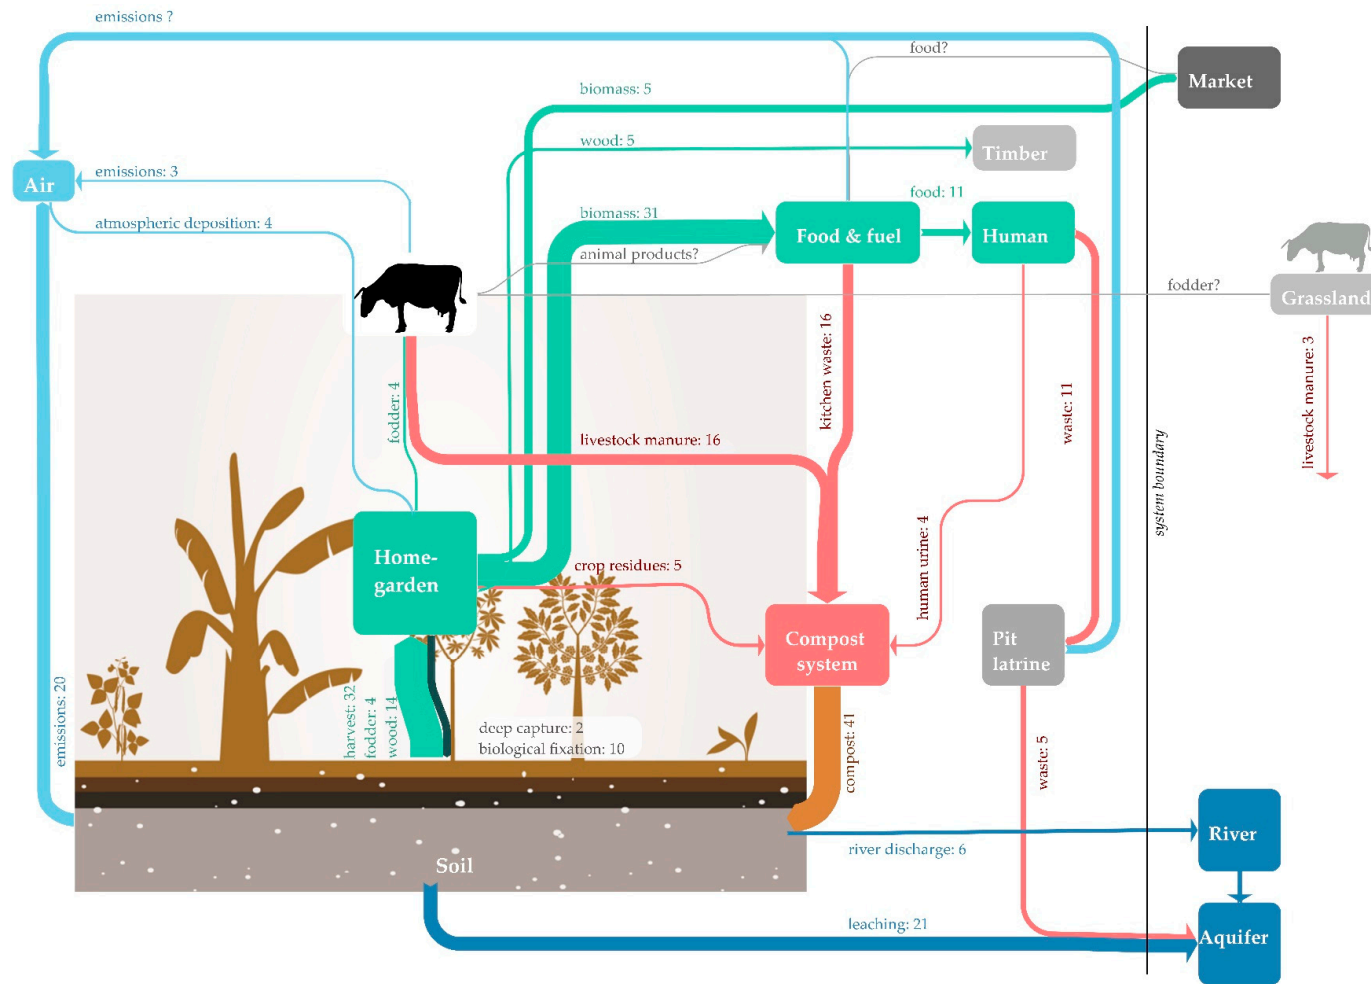 emissions ?
food?
Market
biomass: 5
wood: 5
Timber
emissions: 3
Air
atmospheric deposition: 4
biomass: 31
food: 11
Food & fuel
Human
animal products?
fodder?
Grassland
kitchen waste: 16
waste: 11
livestock manure: 3
fodder: 4
livestock manure: 16
system boundary
Home-
garden
crop residues: 5
human urine: 4
Compost
system
Pit
latrine
emissions: 20
harvest: 32
fodder: 4
wood: 14
deep capture: 2
biological fixation: 10
compost: 41
waste: 5
River
river discharge: 6
Soil
leaching: 21
Aquifer